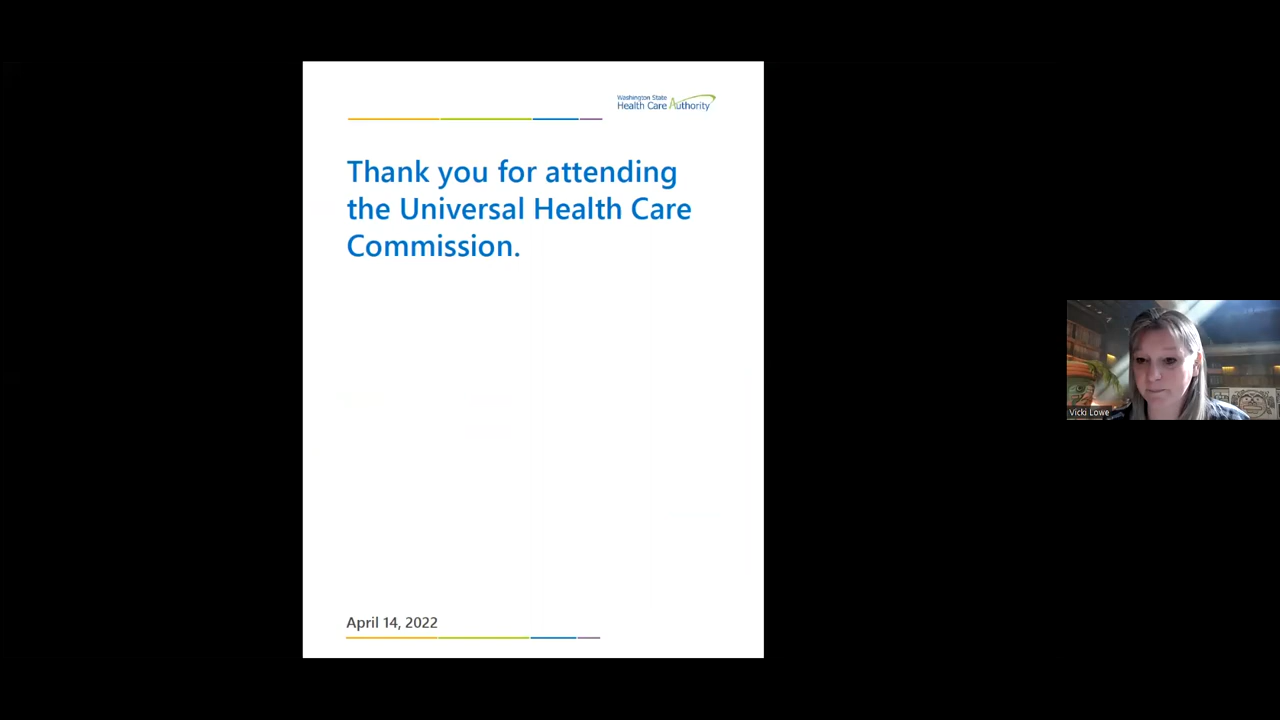 Washington State
Health Care Authority
Thank you for attending
the Universal Health Care
Commission.
Vicki Lowe
April 14, 2022